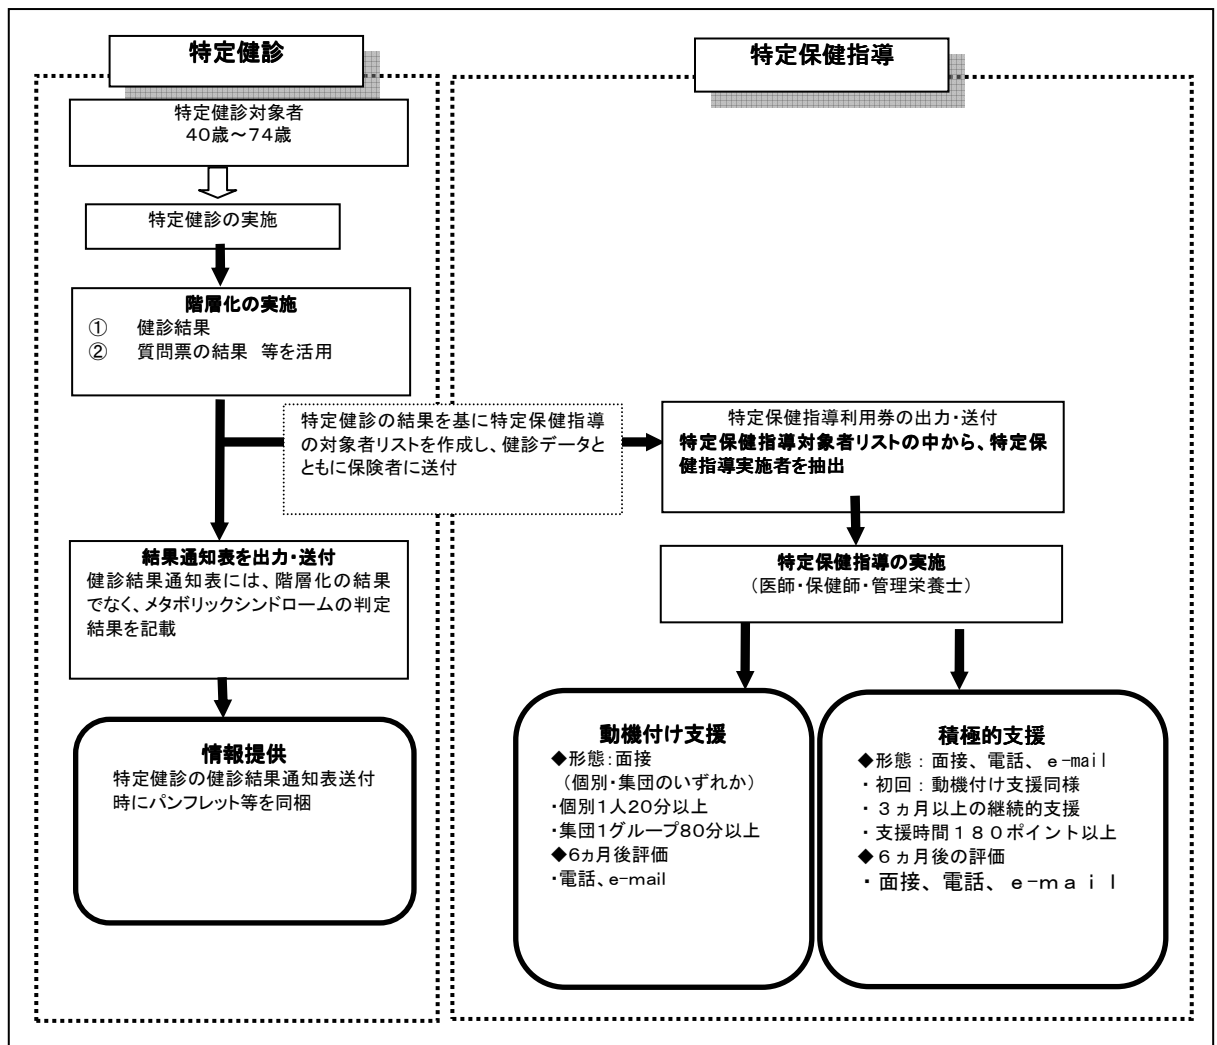 特定健診
特定健診対象者
40歳～74歳
特定健診の実施
階層化の実施
① 健診結果
② 質問票の結果 等を活用
特定健診の結果を基に特定保健指導
の対象者リストを作成し、健診データと
ともに保険者に送付
結果通知表を出力・送付
健診結果通知表には、階層化の結果
でなく、メタボリックシンドロームの判定
結果を記載
情報提供
特定健診の健診結果通知表送付
時にパンフレット等を同梱
特定保健指導
特定保健指導利用券の出力・送付
特定保健指導対象者リストの中から、特定保
健指導実施者を抽出
特定保健指導の実施
（医師・保健師・管理栄養士）
動機付け支援
◆形態：面接
（個別・集団のいずれか）
・個別1人20分以上
・集団1グループ80分以上
◆6ヵ月後評価
・電話、e-mail
積極的支援
◆形態：面接、電話、e-mail
・初回：動機付け支援同様
・3ヵ月以上の継続的支援
・支援時間180ポイント以上
◆6ヵ月後の評価
・面接、電話、e-mail